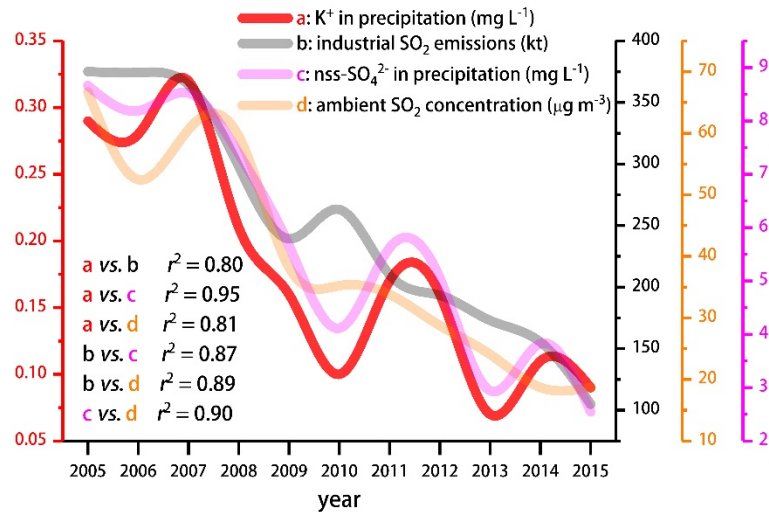 a: K⁺ in precipitation (mg L⁻¹)
b: industrial SO₂ emissions (kt)
c: nss-SO₄²⁻ in precipitation (mg L⁻¹)
d: ambient SO₂ concentration (μg m⁻³)
0.35
0.30
0.25
0.20
0.15
0.10
0.05
a vs. b r² = 0.80
a vs. c r² = 0.95
a vs. d r² = 0.81
b vs. c r² = 0.87
b vs. d r² = 0.89
c vs. d r² = 0.90
400
350
300
250
200
150
100
70
60
50
40
30
20
10
9
8
7
6
5
4
3
2
2005 2006 2007 2008 2009 2010 2011 2012 2013 2014 2015
year